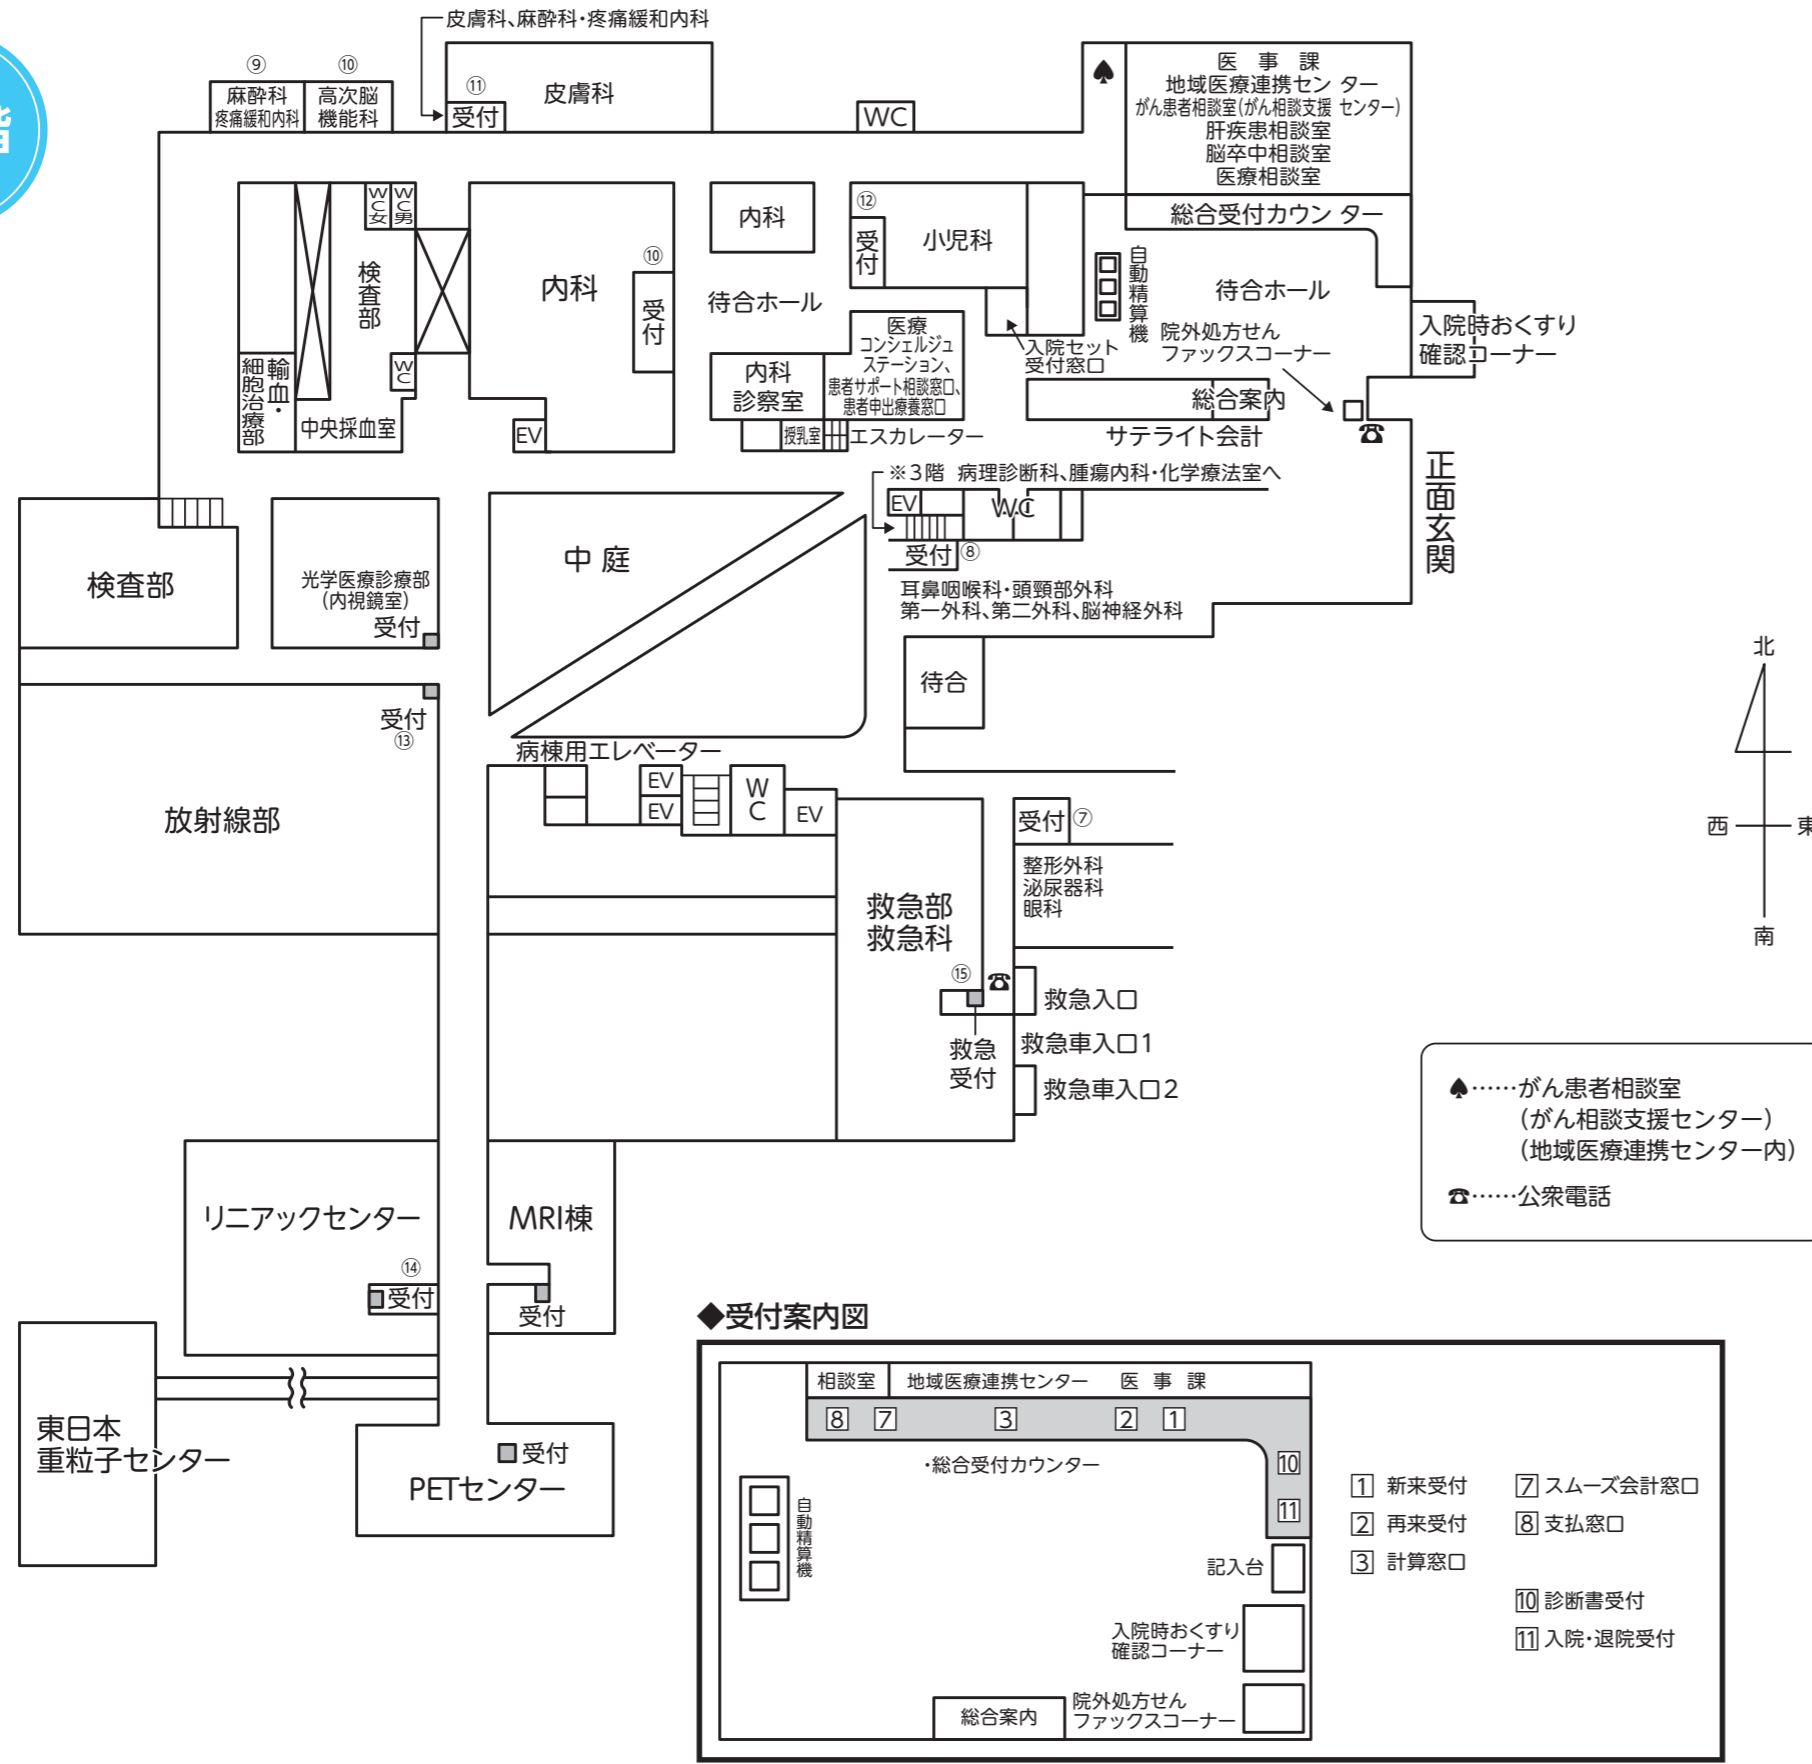 階
皮膚科、麻酔科・疼痛緩和内科
⑨
⑩
⑪
麻酔科
疼痛緩和内科
高次脳
機能科
受付
皮膚科
WC
♠
医 事 課
地域医療連携セン ター
がん患者相談室(がん相談支援 センター)
肝疾患相談室
脳卒中相談室
医療相談室
総合受付カウン ター
WC女
WC男
検査部
WC
輸血・
細胞治療部
中央採血室
内科
⑩
受付
EV
内科
待合ホール
⑫
受付
小児科
自動精算機
待合ホール
入院セット
受付窓口
院外処方せん
ファックスコーナー
入院時おくすり
確認コーナー
医療
コンシェルジュ
ステーション、
患者サポート相談窓口、
患者申出療養窓口
内科
診察室
授乳室
エスカレーター
総合案内
サテライト会計
☎
正面玄関
※3階 病理診断科、腫瘍内科・化学療法室へ
EV
W.C
受付
⑧
耳鼻咽喉科・頭頸部外科
第一外科、第二外科、脳神経外科
待合
検査部
光学医療診療部
(内視鏡室)
受付
中 庭
受付
⑬
放射線部
病棟用エレベーター
EV
EV
WC
EV
救急部
救急科
受付
⑦
整形外科
泌尿器科
眼科
⑮
☎
救急入口
救急
受付
救急車入口1
救急車入口2
北
西
東
南
♠……がん患者相談室
(がん相談支援センター)
(地域医療連携センター内)
☎……公衆電話
リニアックセンター
⑭
受付
MRI棟
受付
東日本
重粒子センター
受付
PETセンター
◆受付案内図
相談室
地域医療連携センター
医 事 課
8
7
3
2
1
10
11
・総合受付カウンター
自動精算機
記入台
入院時おくすり
確認コーナー
総合案内
院外処方せん
ファックスコーナー
1 新来受付
2 再来受付
3 計算窓口
7 スムーズ会計窓口
8 支払窓口
10 診断書受付
11 入院・退院受付